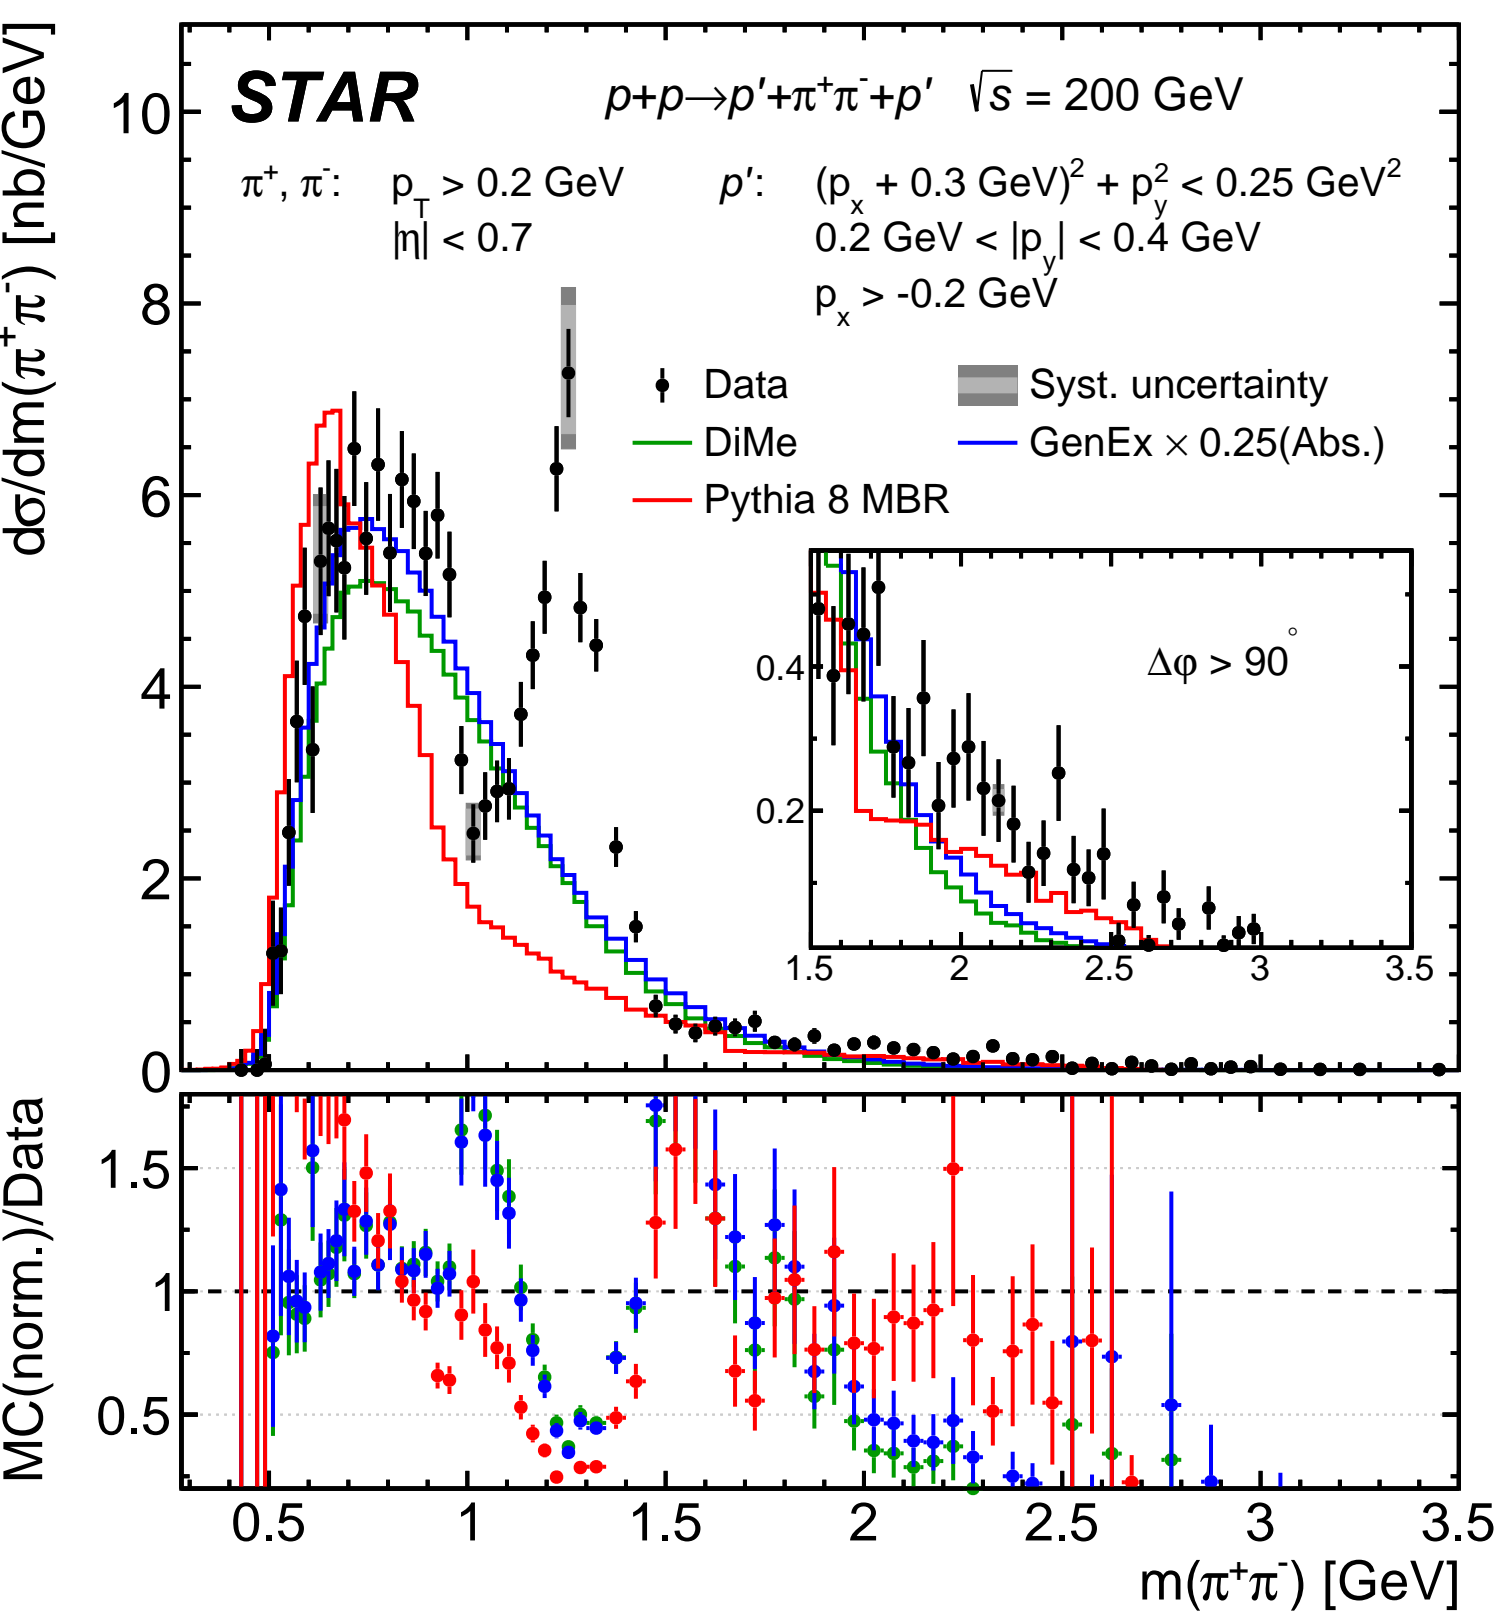 STAR
p+p→p′+π⁺π⁻+p′ √s = 200 GeV
π⁺, π⁻: p_T > 0.2 GeV
|η| < 0.7
p′: (p_x + 0.3 GeV)² + p_y² < 0.25 GeV²
0.2 GeV < |p_y| < 0.4 GeV
p_x > -0.2 GeV
Data
Syst. uncertainty
DiMe
GenEx × 0.25(Abs.)
Pythia 8 MBR
dσ/dm(π⁺π⁻) [nb/GeV]
10
8
6
4
2
0
Δφ > 90°
0.4
0.2
1.5 2 2.5 3 3.5
MC(norm.)/Data
1.5
1
0.5
0.5 1 1.5 2 2.5 3 3.5
m(π⁺π⁻) [GeV]